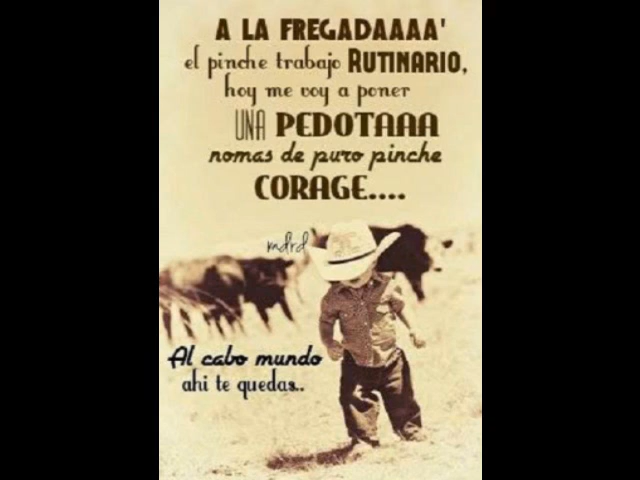 A LA FREGADAAAA'
el pinche trabajo RUTINARIO,
hoy me voy a poner
UNA PEDOTAAA
nomas de puro pinche
CORAGE....
mdrd
Al cabo mundo
ahi te quedas..